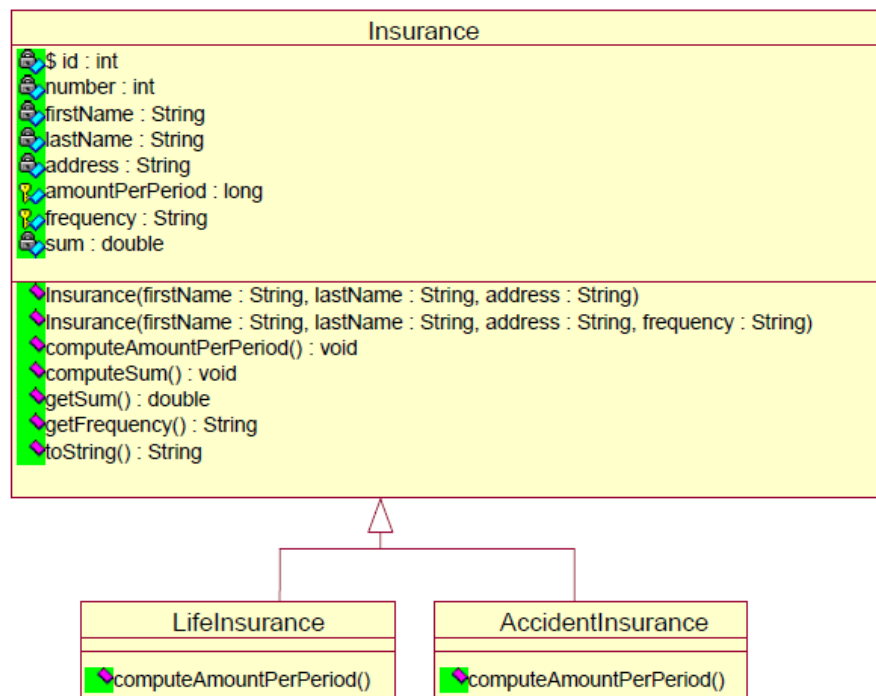 Insurance
$ id : int
number : int
firstName : String
lastName : String
address : String
amountPerPeriod : long
frequency : String
sum : double
Insurance(firstName : String, lastName : String, address : String)
Insurance(firstName : String, lastName : String, address : String, frequency : String)
computeAmountPerPeriod() : void
computeSum() : void
getSum() : double
getFrequency() : String
toString() : String
LifeInsurance
computeAmountPerPeriod()
AccidentInsurance
computeAmountPerPeriod()